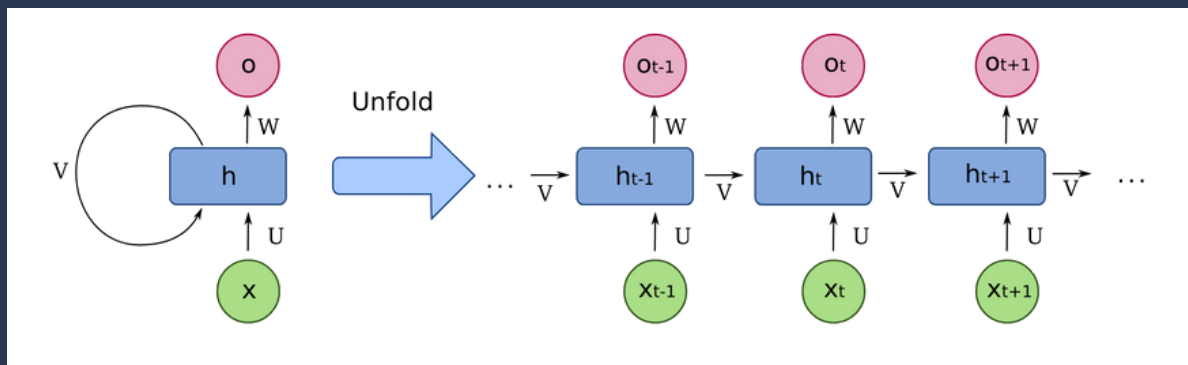 o
W
V
h
U
x
Unfold
ot-1 ot ot+1
W W W
... V ht-1 V ht V ht+1 V ...
U U U
xt-1 xt xt+1